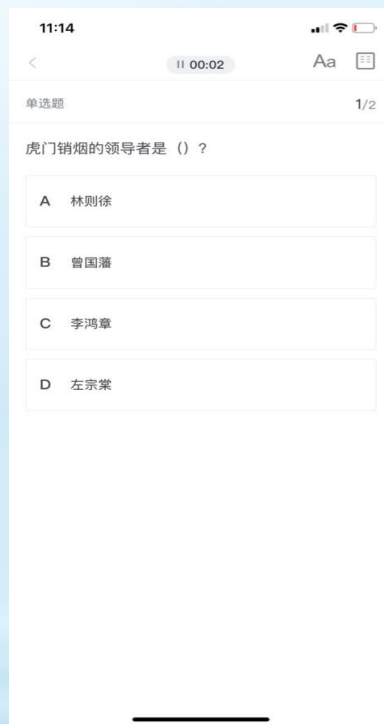 11:14
00:02
Aa
单选题
1/2
虎门销烟的领导者是（）？
A 林则徐
B 曾国藩
C 李鸿章
D 左宗棠